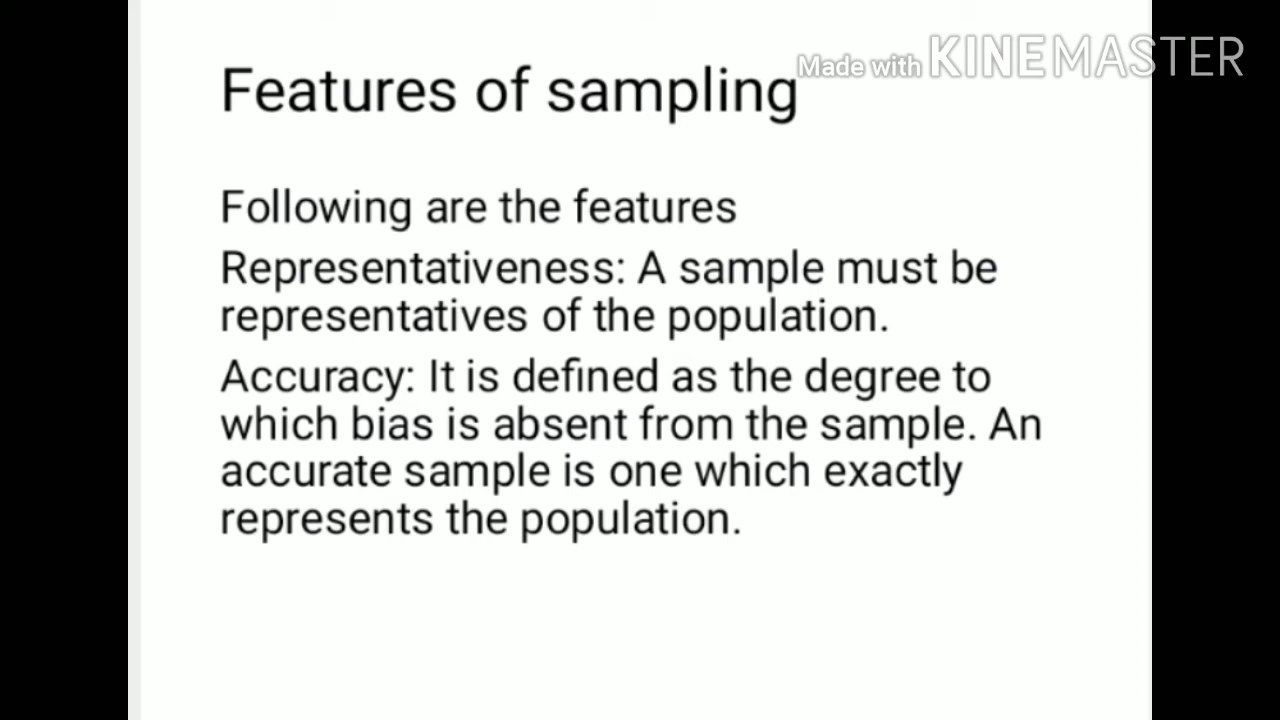 Made with KINEMASTER
Features of sampling
Following are the features
Representativeness: A sample must be
representatives of the population.
Accuracy: It is defined as the degree to
which bias is absent from the sample. An
accurate sample is one which exactly
represents the population.